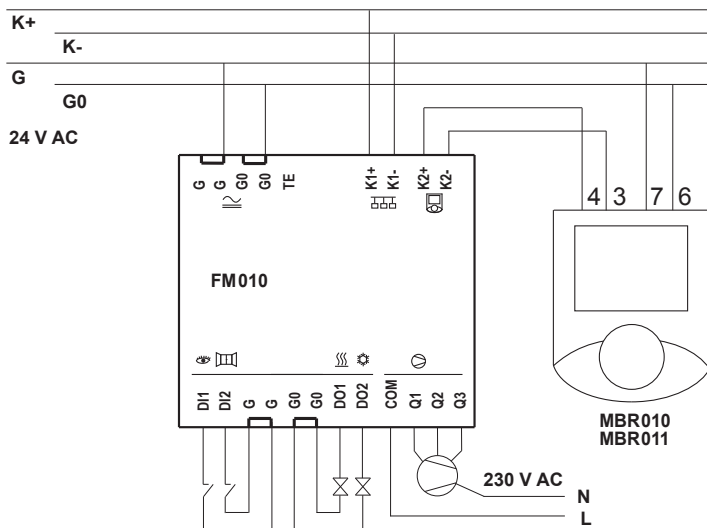 K+
K-
G
G0
24 V AC
G G G0 G0 TE K1+ K1- K2+ K2-
4 3 7 6
FM010
DI1 DI2 G G G0 G0 DO1 DO2 COM Q1 Q2 Q3
MBR010
MBR011
230 V AC
N
L